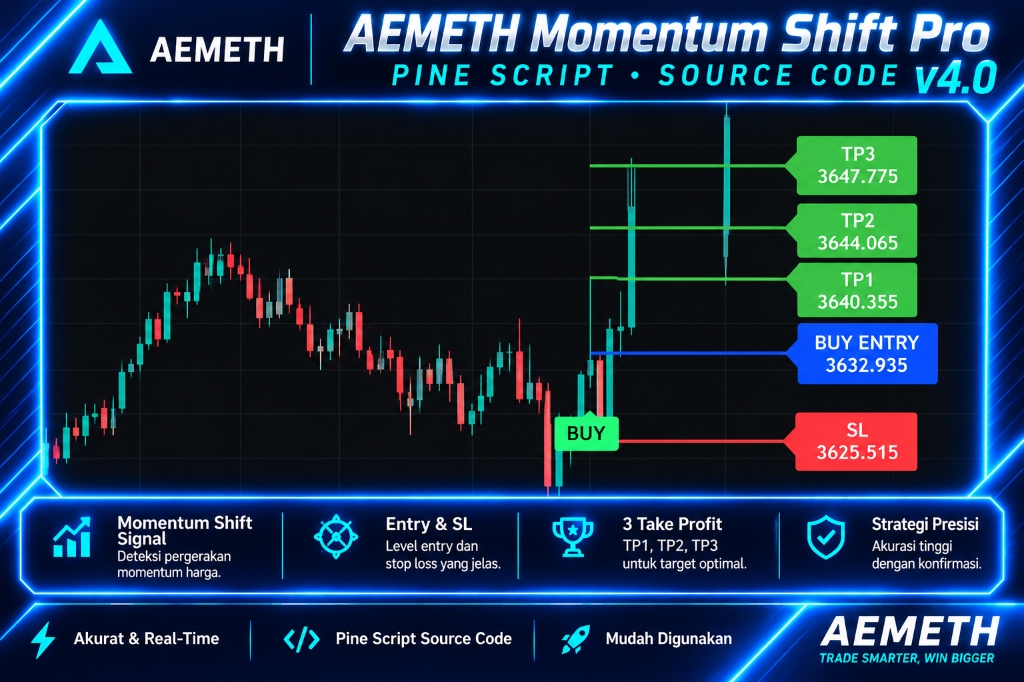 AEMETH
AEMETH Momentum Shift Pro
PINE SCRIPT • SOURCE CODE v4.0
TP3
3647.775
TP2
3644.065
TP1
3640.355
BUY ENTRY
3632.935
BUY
SL
3625.515
Momentum Shift
Signal
Deteksi pergerakan
momentum harga.
Entry & SL
Level entry dan
stop loss yang jelas.
3 Take Profit
TP1, TP2, TP3
untuk target optimal.
Strategi Presisi
Akurasi tinggi
dengan konfirmasi.
Akurat & Real-Time
Pine Script Source Code
Mudah Digunakan
AEMETH
TRADE SMARTER, WIN BIGGER